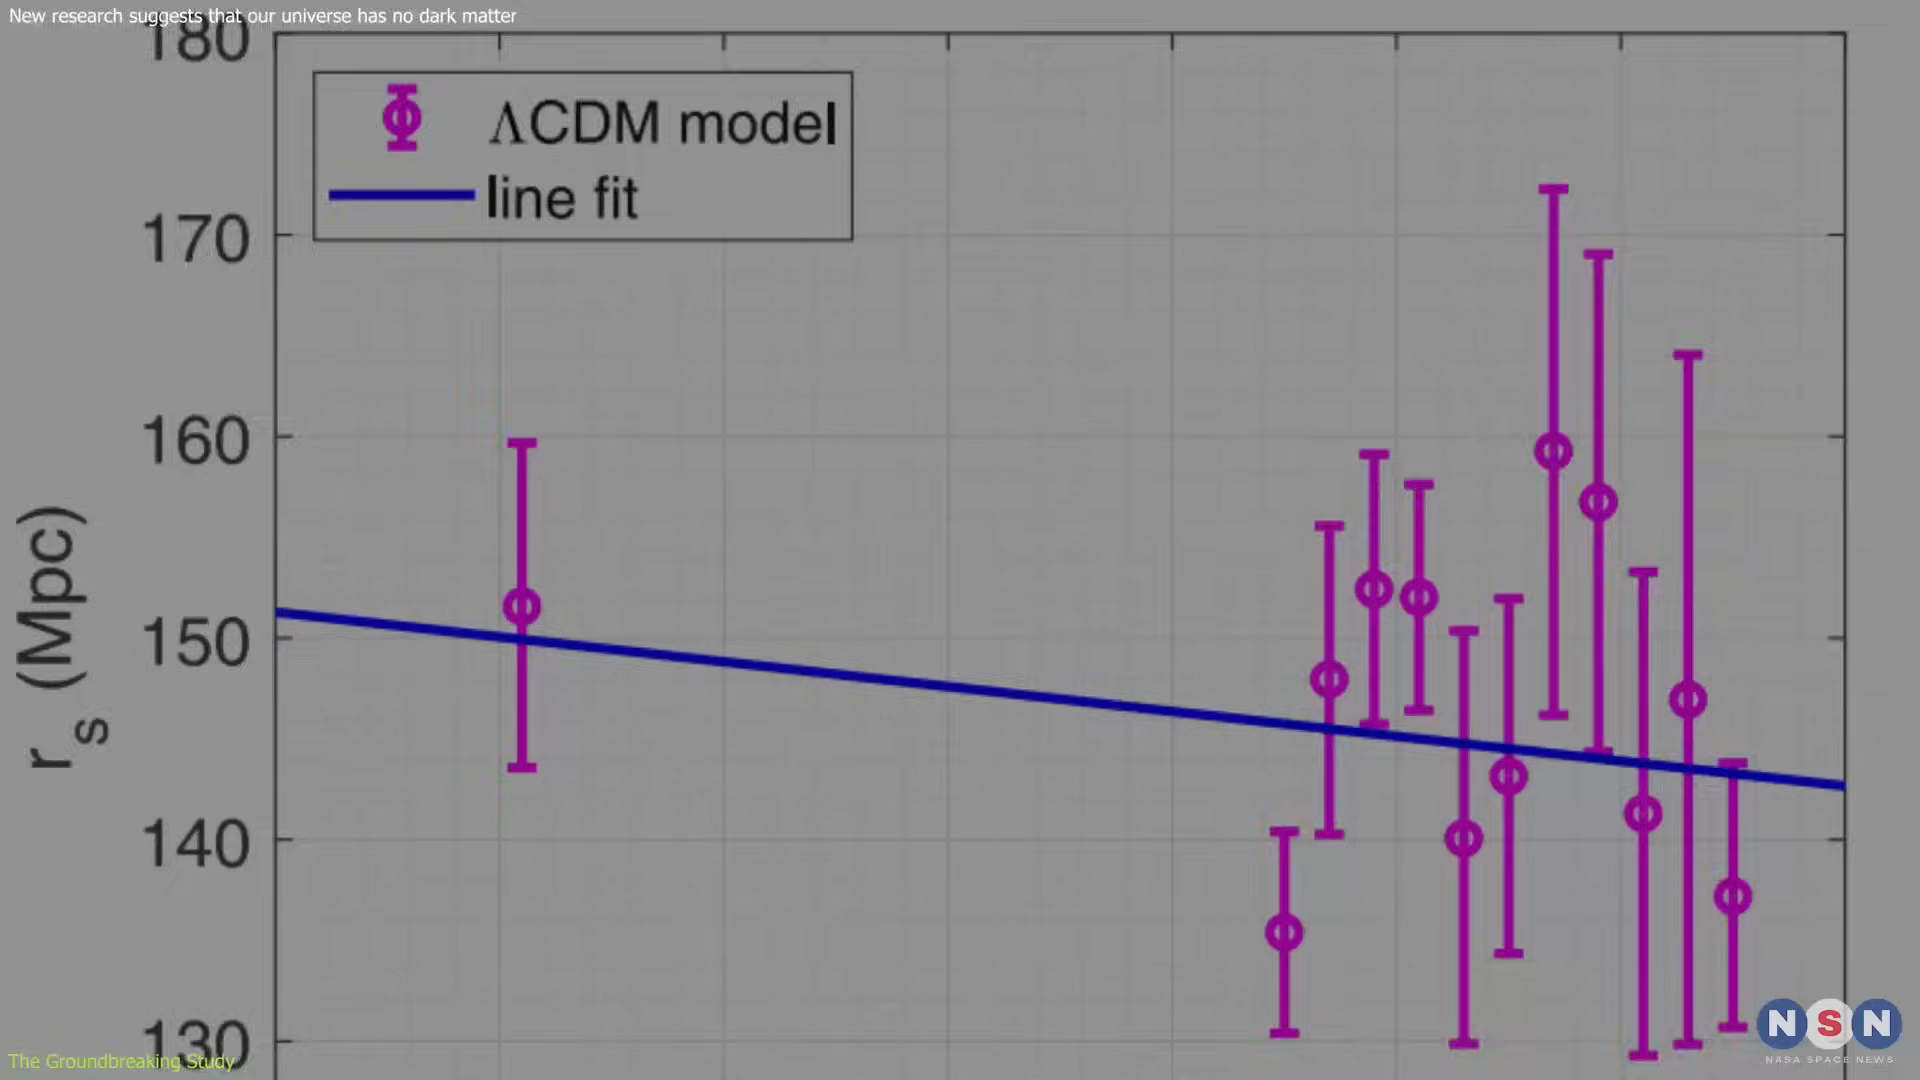 New research suggests that our universe has no dark matter
180
ΛCDM model
line fit
170
160
150
140
130
r s (Mpc)
The Groundbreaking Study
NSN
NASA SPACE NEWS